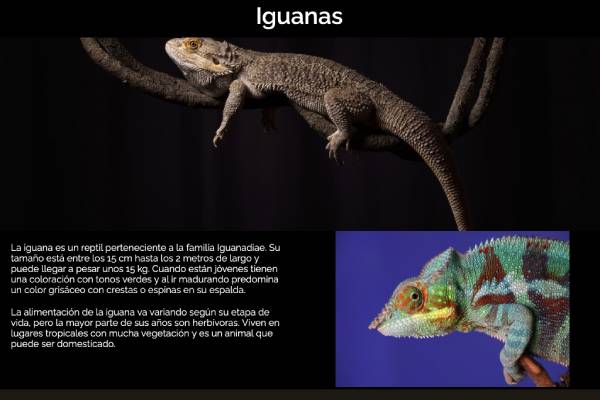 Iguanas
La iguana es un reptil perteneciente a la familia Iguanadiae. Su
tamaño está entre los 15 cm hasta los 2 metros de largo y
puede llegar a pesar unos 15 kg. Cuando están jóvenes tienen
una coloración con tonos verdes y al ir madurando predomina
un color grisáceo con crestas o espinas en su espalda.
La alimentación de la iguana va variando según su etapa de
vida, pero la mayor parte de sus años son herbívoras. Viven en
lugares tropicales con mucha vegetación y es un animal que
puede ser domesticado.